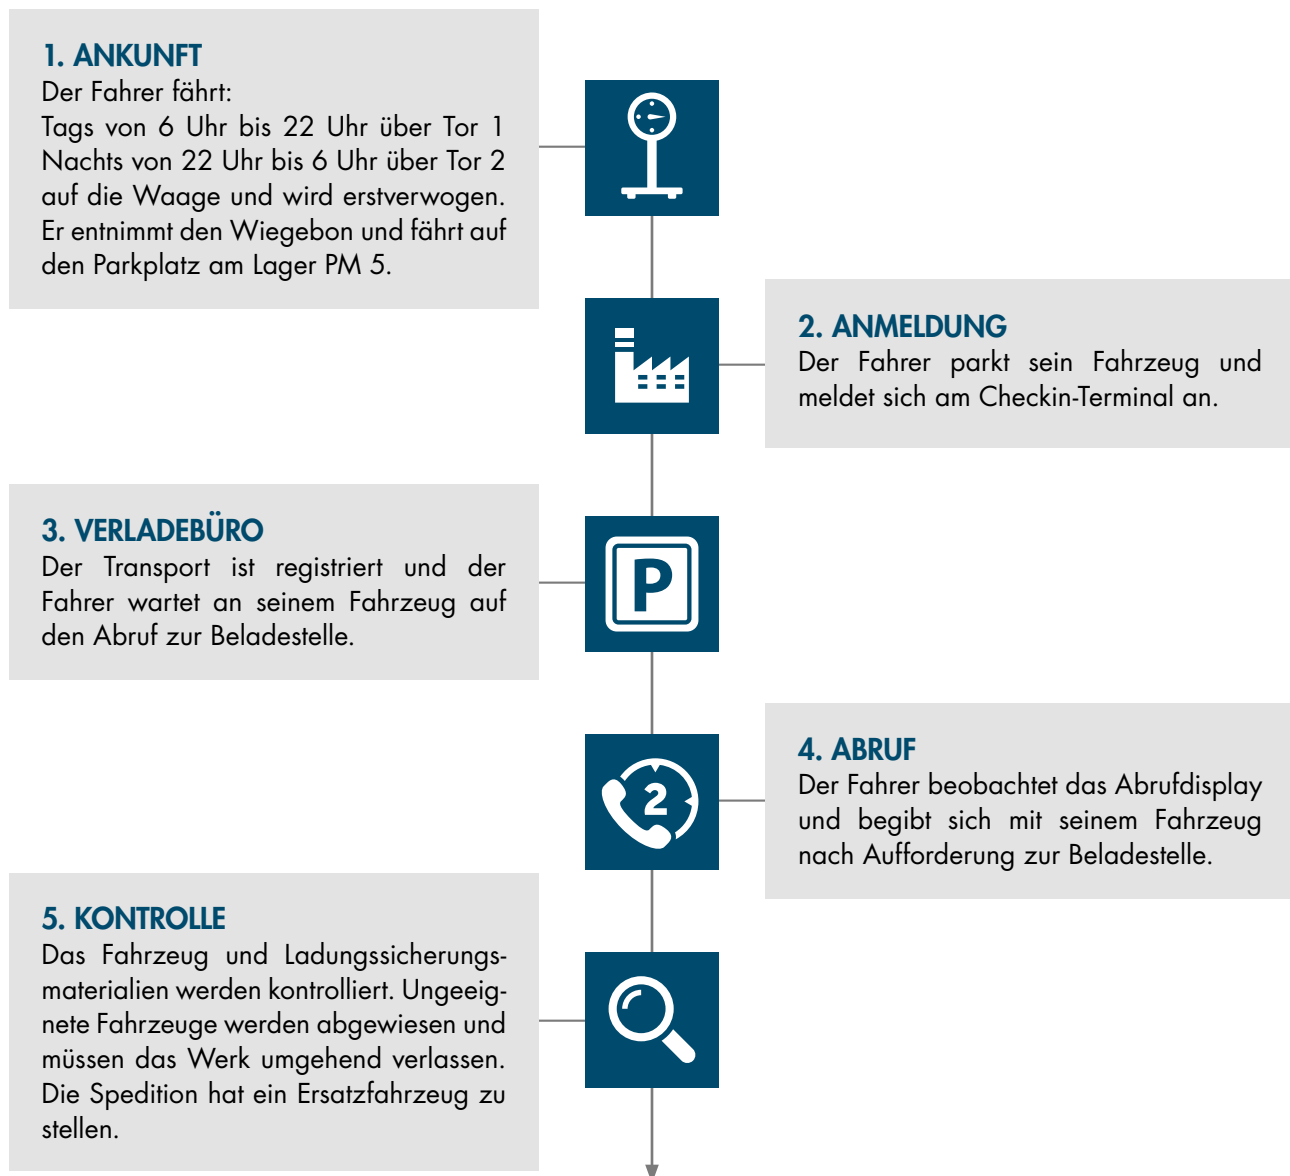 1. ANKUNFT
Der Fahrer fährt:
Tags von 6 Uhr bis 22 Uhr über Tor 1
Nachts von 22 Uhr bis 6 Uhr über Tor 2
auf die Waage und wird erstverwogen.
Er entnimmt den Wiegebon und fährt auf
den Parkplatz am Lager PM 5.
2. ANMELDUNG
Der Fahrer parkt sein Fahrzeug und
meldet sich am Checkin-Terminal an.
3. VERLADEBÜRO
Der Transport ist registriert und der
Fahrer wartet an seinem Fahrzeug auf
den Abruf zur Beladestelle.
P
2
4. ABRUF
Der Fahrer beobachtet das Abrufdisplay
und begibt sich mit seinem Fahrzeug
nach Aufforderung zur Beladestelle.
5. KONTROLLE
Das Fahrzeug und Ladungssicherungs-
materialien werden kontrolliert. Ungeeig-
nete Fahrzeuge werden abgewiesen und
müssen das Werk umgehend verlassen.
Die Spedition hat ein Ersatzfahrzeug zu
stellen.